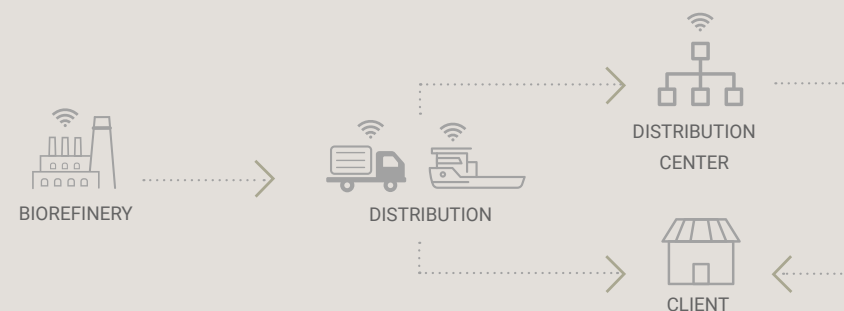 BIOREFINERY
DISTRIBUTION
DISTRIBUTION
CENTER
CLIENT